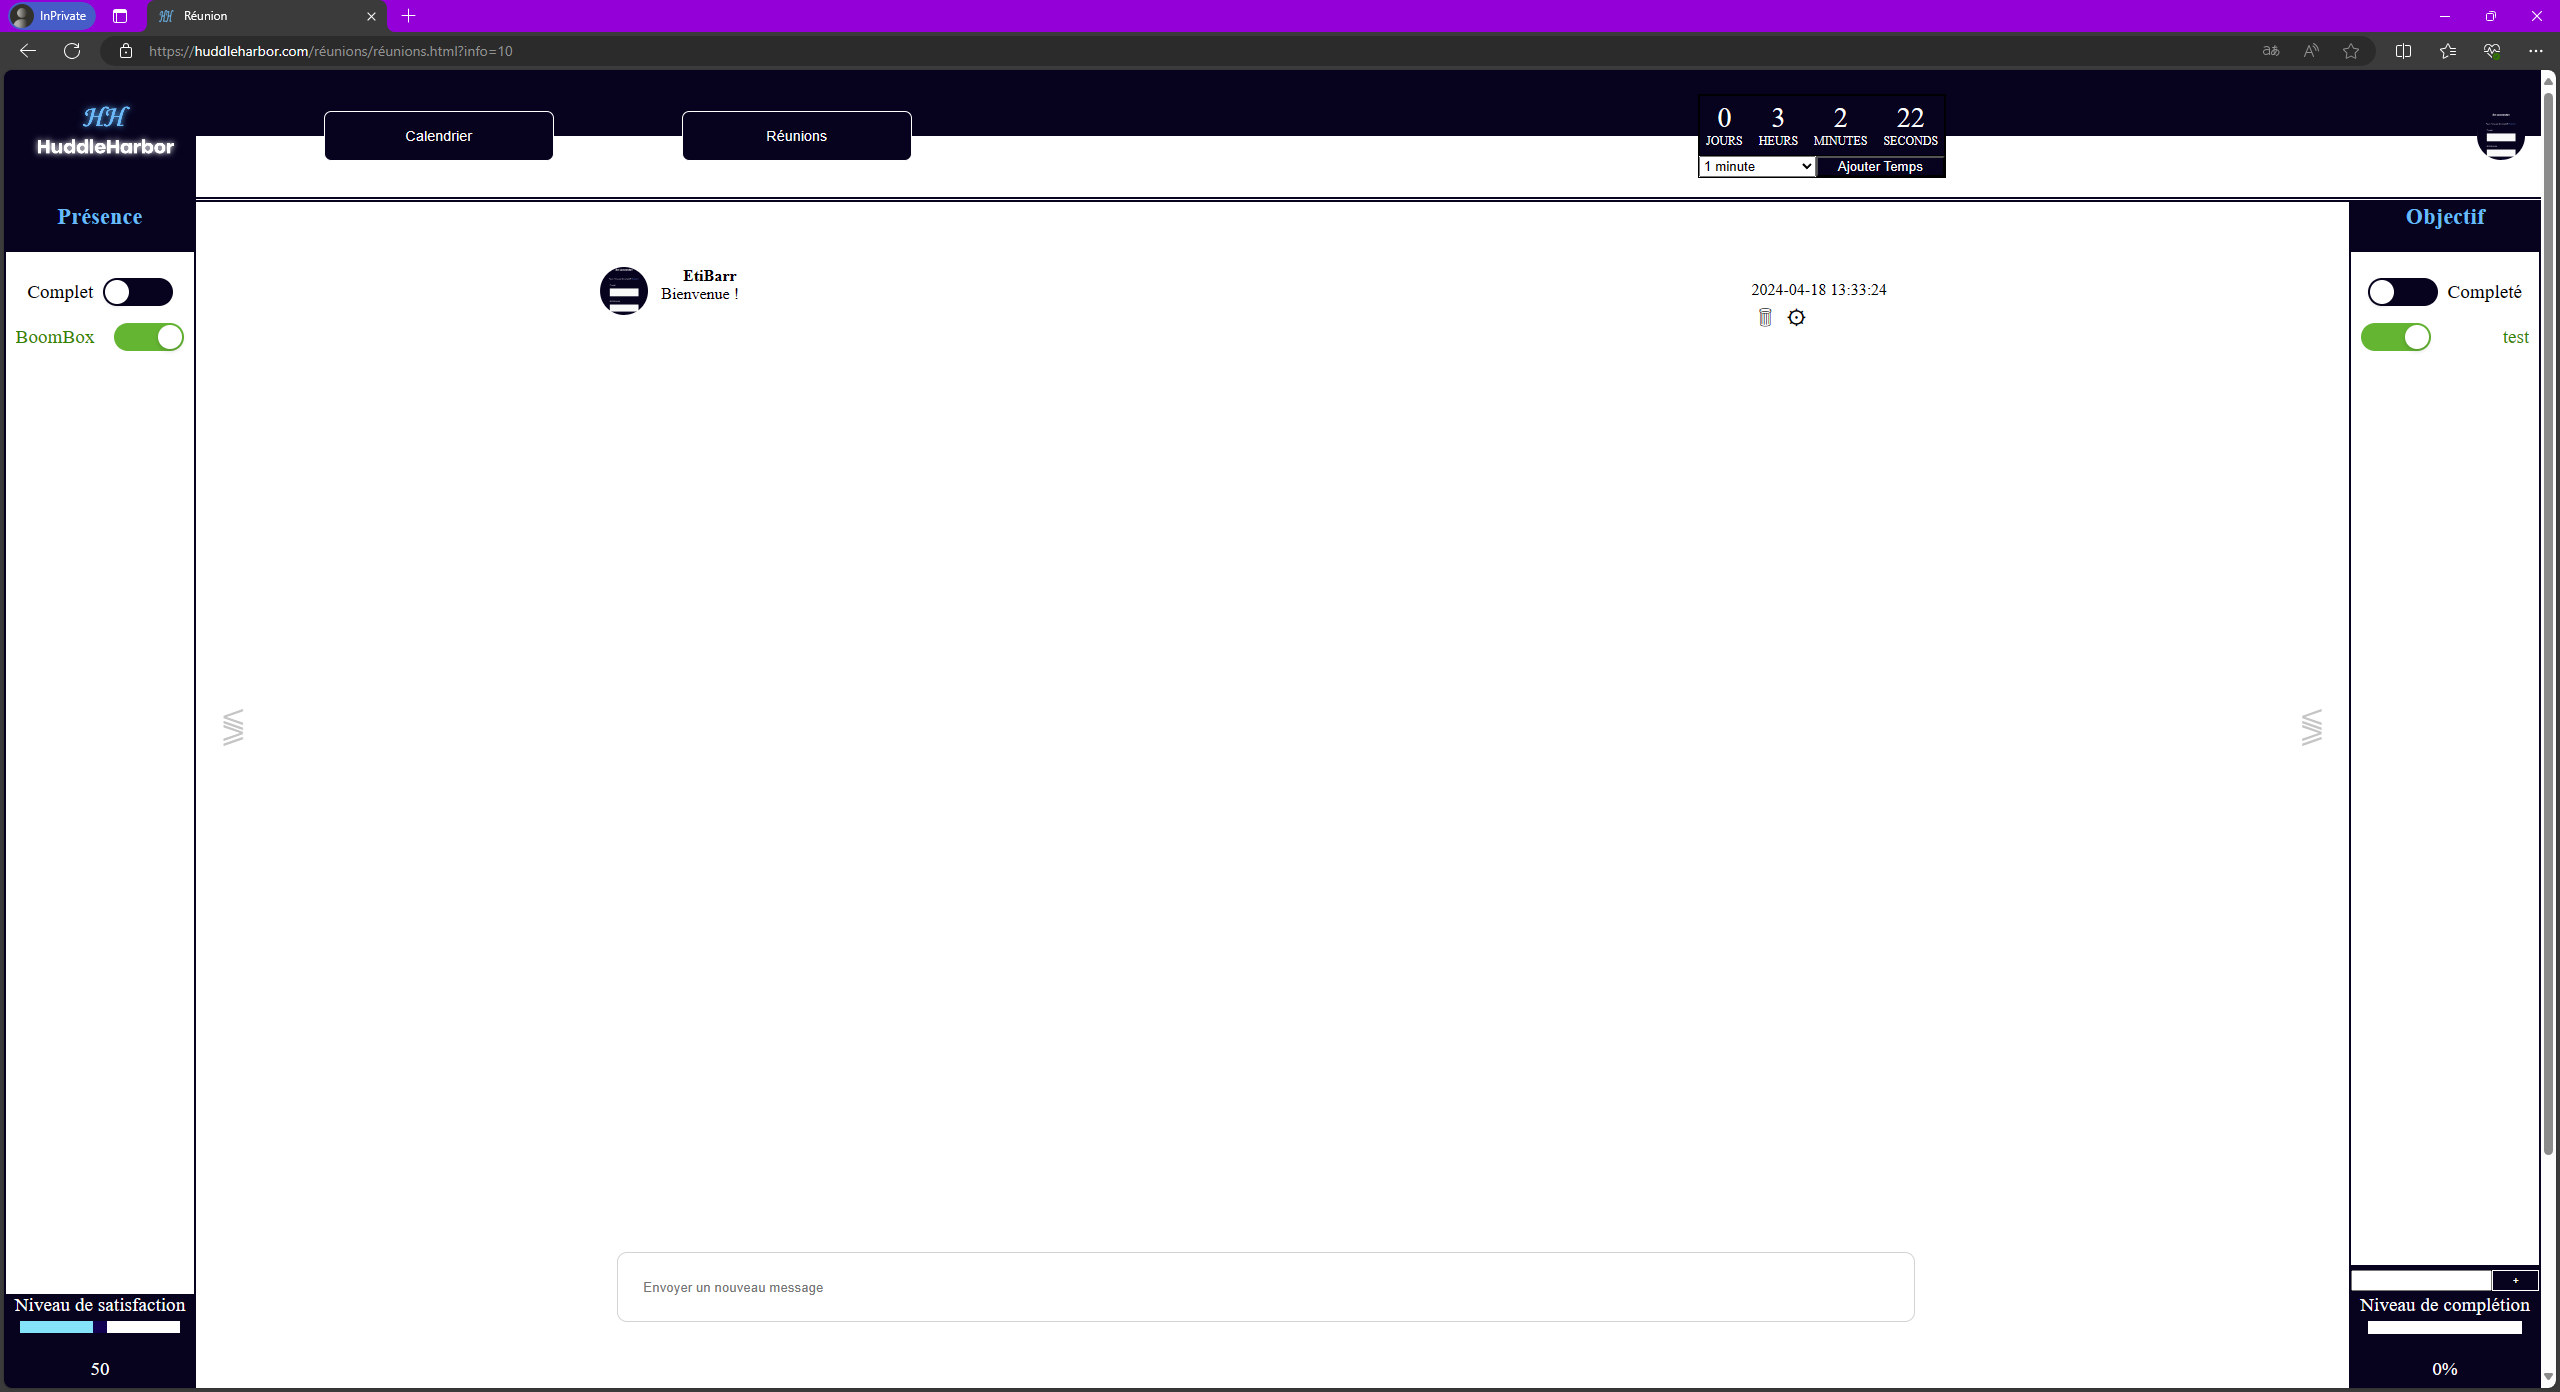 InPrivate
HH Réunion
https://huddleharbor.com/réunions/réunions.html?info=10
HH
HuddleHarbor
Calendrier
Réunions
0 3 2 22
JOURS HEURS MINUTES SECONDS
1 minute Ajouter Temps
Présence
Objectif
Complet
BoomBox
EtiBarr
Bienvenue !
2024-04-18 13:33:24
Completé
test
Envoyer un nouveau message
+
Niveau de satisfaction
50
Niveau de complétion
0%